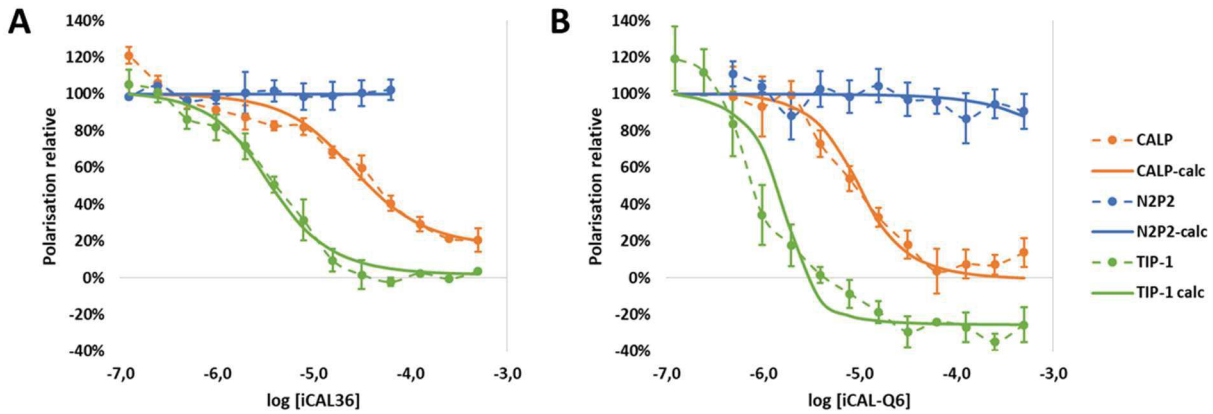 A
140%
120%
100%
80%
60%
40%
20%
0%
-20%
-40%
Polarisation relative
-7,0 -6,0 -5,0 -4,0 -3,0
log [iCAL36]
B
140%
120%
100%
80%
60%
40%
20%
0%
-20%
-40%
Polarisation relative
-7,0 -6,0 -5,0 -4,0 -3,0
log [iCAL-Q6]
CALP
CALP-calc
N2P2
N2P2-calc
TIP-1
TIP-1 calc